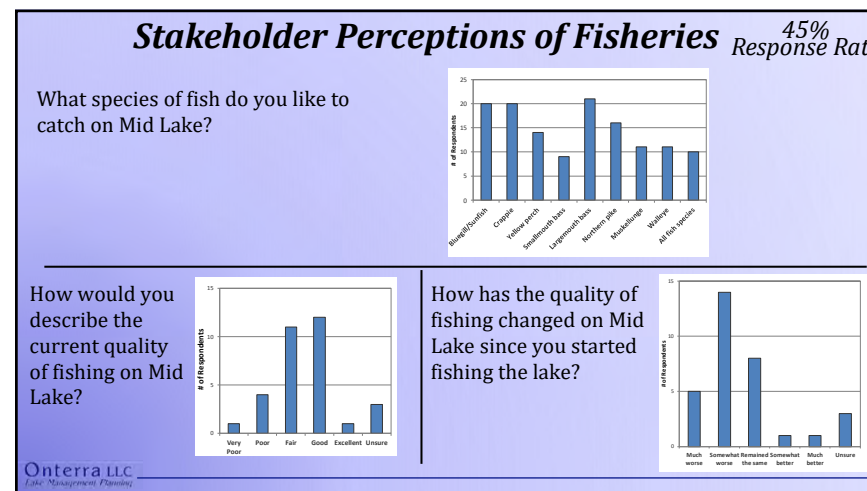 Stakeholder Perceptions of Fisheries
45%
Response Rat
What species of fish do you like to
catch on Mid Lake?
# of Respondents
25
20
15
10
5
0
Bluegill/Sunfish
Crappie
Yellow perch
Smallmouth bass
Largemouth bass
Northern pike
Muskellunge
Walleye
All fish species
How would you
describe the
current quality
of fishing on Mid
Lake?
# of Respondents
15
10
5
0
Very
Poor
Poor
Fair
Good
Excellent
Unsure
How has the quality of
fishing changed on Mid
Lake since you started
fishing the lake?
# of Respondents
15
10
5
0
Much
worse
Somewhat
worse
Remained
the same
Somewhat
better
Much
better
Unsure
Onterra LLC
Lake Management Planning